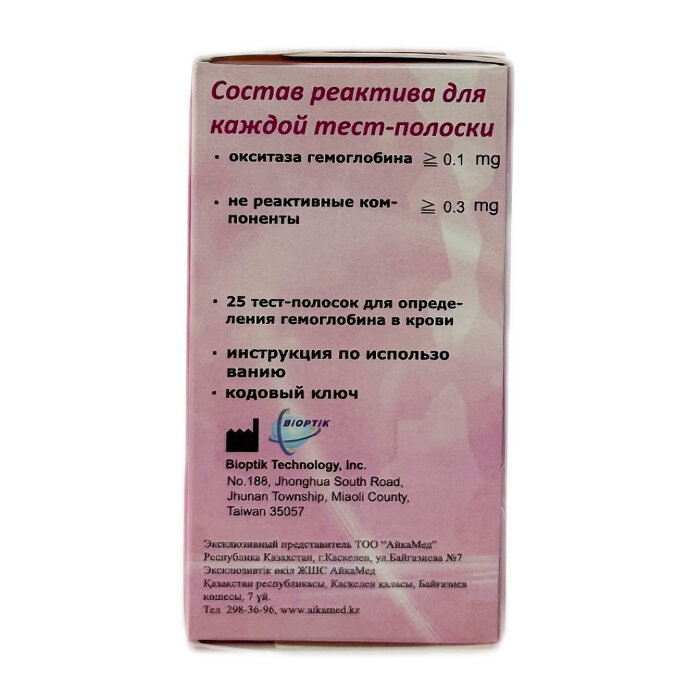 Состав реактива для
каждой тест-полоски
· окситаза гемоглобина ≧ 0.1 mg
· не реактивные ком-
поненты ≧ 0.3 mg
· 25 тест-полосок для опреде-
ления гемоглобина в крови
· инструкция по использо
ванию
· кодовый ключ
BIOPTIK
Bioptik Technology, Inc.
No.188, Jhonghua South Road,
Jhunan Township, Miaoli County,
Taiwan 35057
Эксклюзивный представитель ТОО "АйкаМед"
Республика Казахстан, г.Каскелен, ул.Байгазиева №7
Эксклюзивтік өкіл ЖШС АйкаМед
Қазақстан республикасы, Каскелен қаласы, Байғазиев
көшесы, 7 үй.
Тел. 298-36-96, www.aikamed.kz